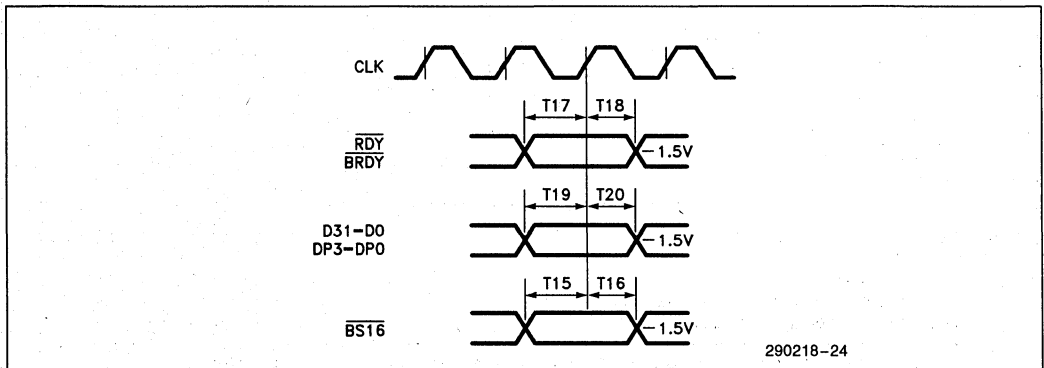 CLK
T17 T18
RDY
BRDY
1.5V
T19 T20
D31-D0
DP3-DP0
1.5V
T15 T16
BS16
1.5V
290218-24